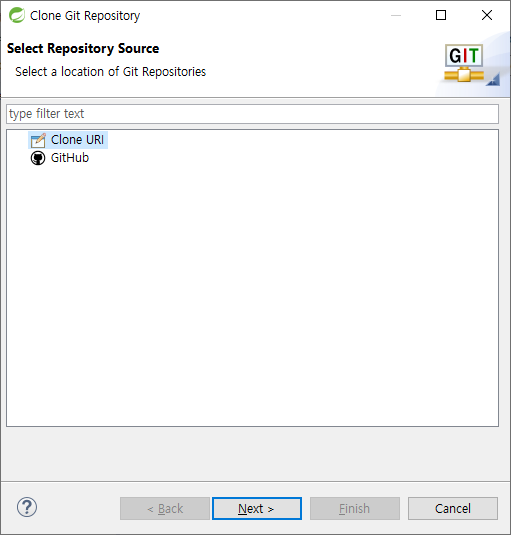 Clone Git Repository
Select Repository Source
Select a location of Git Repositories
GIT
type filter text
Clone URI
GitHub
?
< Back
Next >
Finish
Cancel